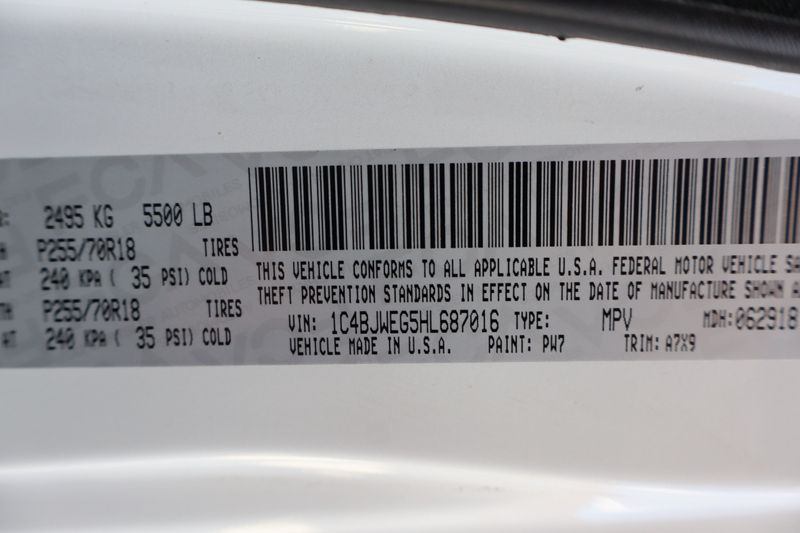 2495 KG 5500 LB
P255/70R18 TIRES
240 KPA ( 35 PSI) COLD
P255/70R18 TIRES
240 KPA ( 35 PSI) COLD
THIS VEHICLE CONFORMS TO ALL APPLICABLE U.S.A. FEDERAL MOTOR VEHICLE SA
THEFT PREVENTION STANDARDS IN EFFECT ON THE DATE OF MANUFACTURE SHOWN A
VIN: 1C4BJWEG5HL687016 TYPE: MPV MDH: 062918
VEHICLE MADE IN U.S.A. PAINT: PW7 TRIM: A7X9